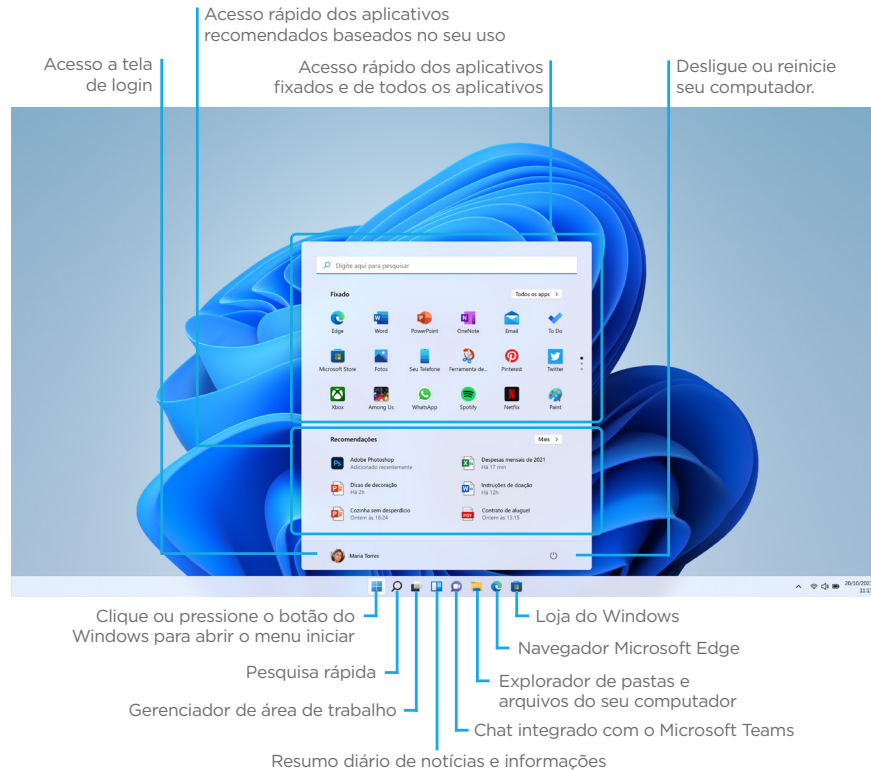 Acesso rápido dos aplicativos
recomendados baseados no seu uso
Acesso a tela
de login
Acesso rápido dos aplicativos
fixados e de todos os aplicativos
Desligue ou reinicie
seu computador.
Digite aqui para pesquisar
Fixado
Todos os apps >
Edge
Word
PowerPoint
OneNote
Email
To Do
Microsoft Store
Fotos
Seu Telefone
Ferramenta de...
Pinterest
Twitter
Xbox
Among Us
WhatsApp
Spotify
Netflix
Paint
Recomendações
Mais >
Adobe Photoshop
Adicionado recentemente
Despesas mensais de 2021
Há 17 min
Dicas de decoração
Há 2h
Instruções de doação
Há 12h
Cozinha sem desperdício
Ontem às 16:24
Contrato de aluguel
Ontem às 13:15
Maria Torres
Clique ou pressione o botão do
Windows para abrir o menu iniciar
Loja do Windows
Navegador Microsoft Edge
Pesquisa rápida
Explorador de pastas e
arquivos do seu computador
Gerenciador de área de trabalho
Chat integrado com o Microsoft Teams
Resumo diário de notícias e informações